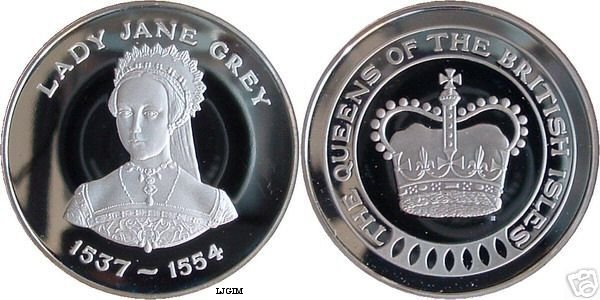 LADY JANE GREY
1537 ~ 1554
THE QUEENS OF THE BRITISH ISLES
LJGIM